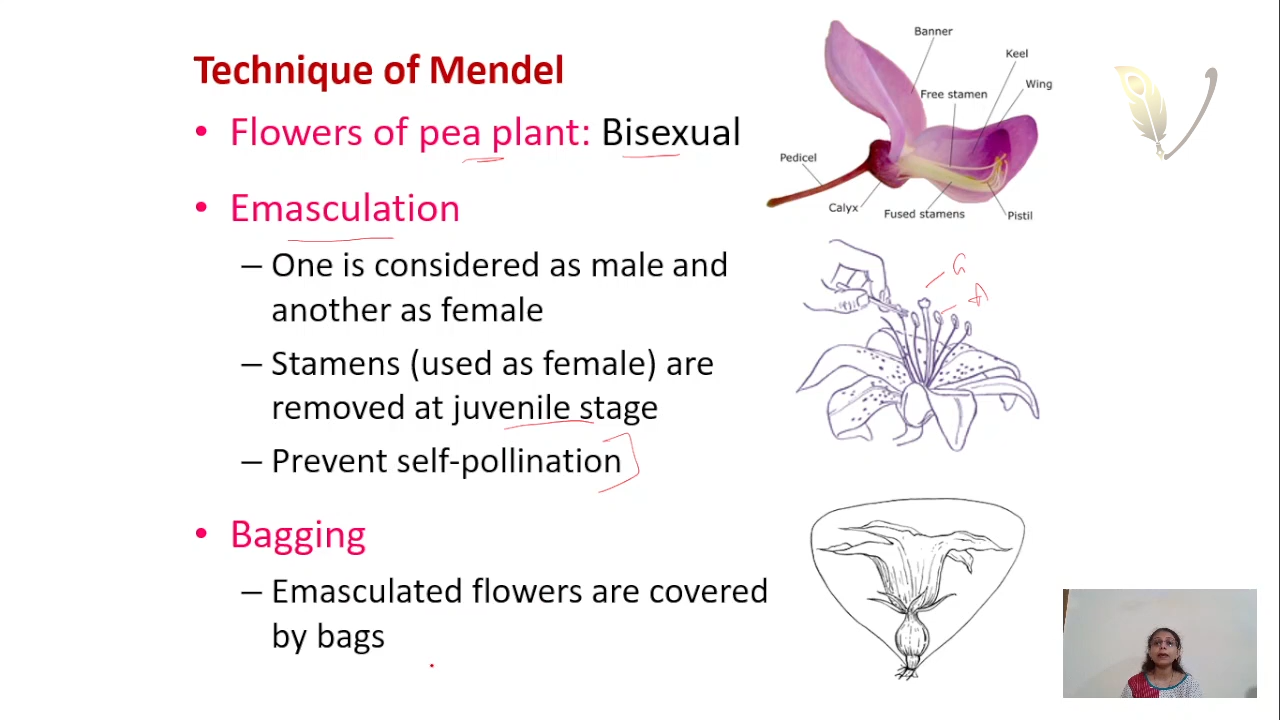 Technique of Mendel
• Flowers of pea plant: Bisexual
• Emasculation
– One is considered as male and
another as female
– Stamens (used as female) are
removed at juvenile stage
– Prevent self-pollination
• Bagging
– Emasculated flowers are covered
by bags
Banner
Keel
Wing
Free stamen
Pedicel
Calyx
Fused stamens
Pistil
G
A